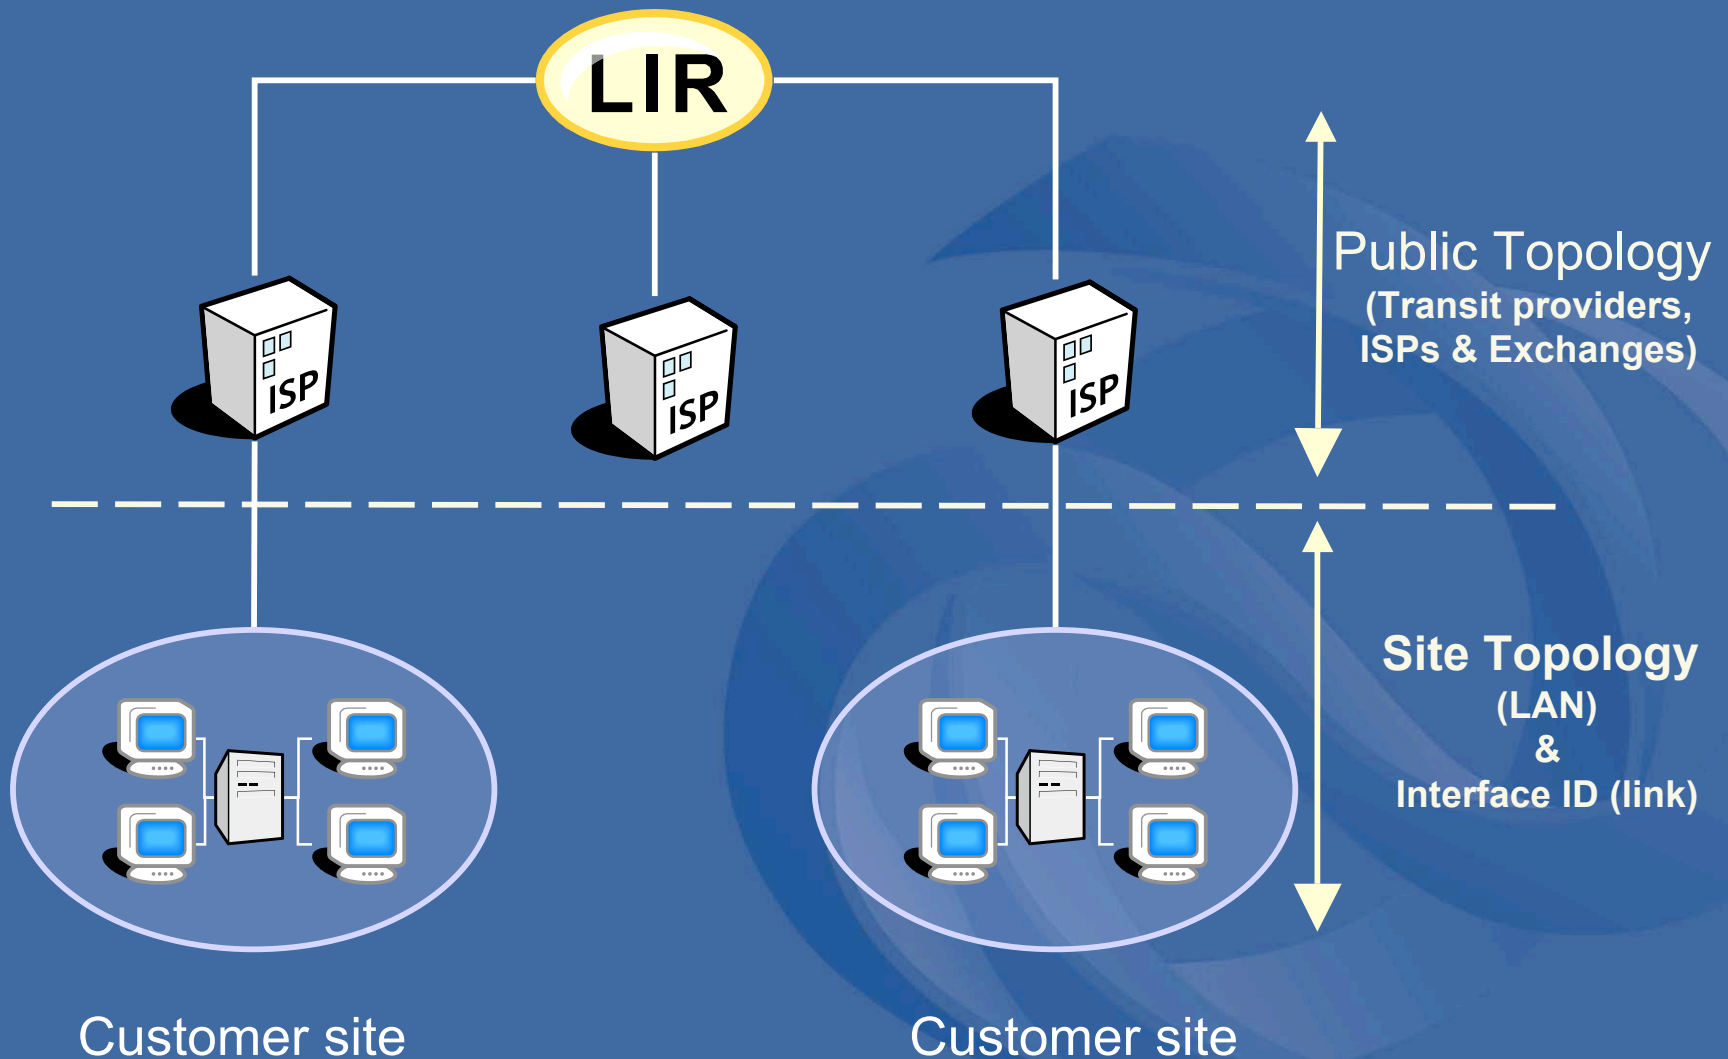 LIR
Public Topology
(Transit providers,
ISPs & Exchanges)
ISP
ISP
ISP
Site Topology
(LAN)
&
Interface ID (link)
Customer site
Customer site